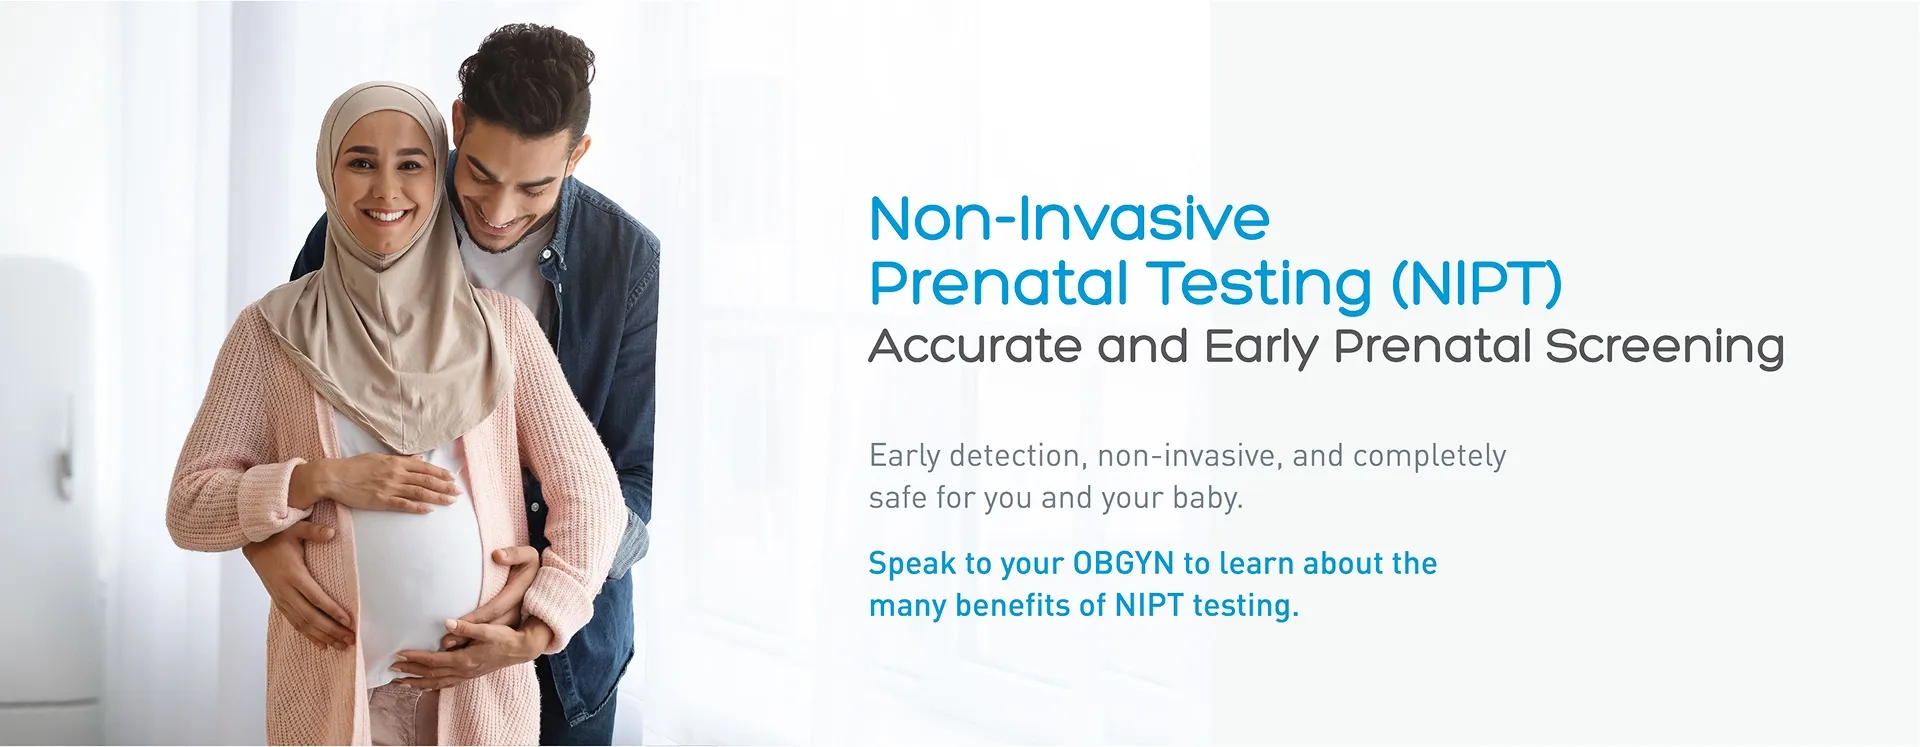 Non-Invasive
Prenatal Testing (NIPT)
Accurate and Early Prenatal Screening
Early detection, non-invasive, and completely
safe for you and your baby.
Speak to your OBGYN to learn about the
many benefits of NIPT testing.